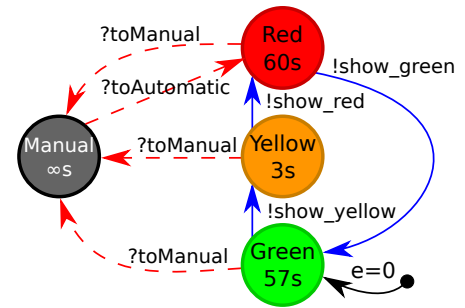 ?toManual
Red
60s
!show_green
?toAutomatic
!show_red
Manual
∞s
?toManual
Yellow
3s
!show_yellow
?toManual
Green
57s
e=0